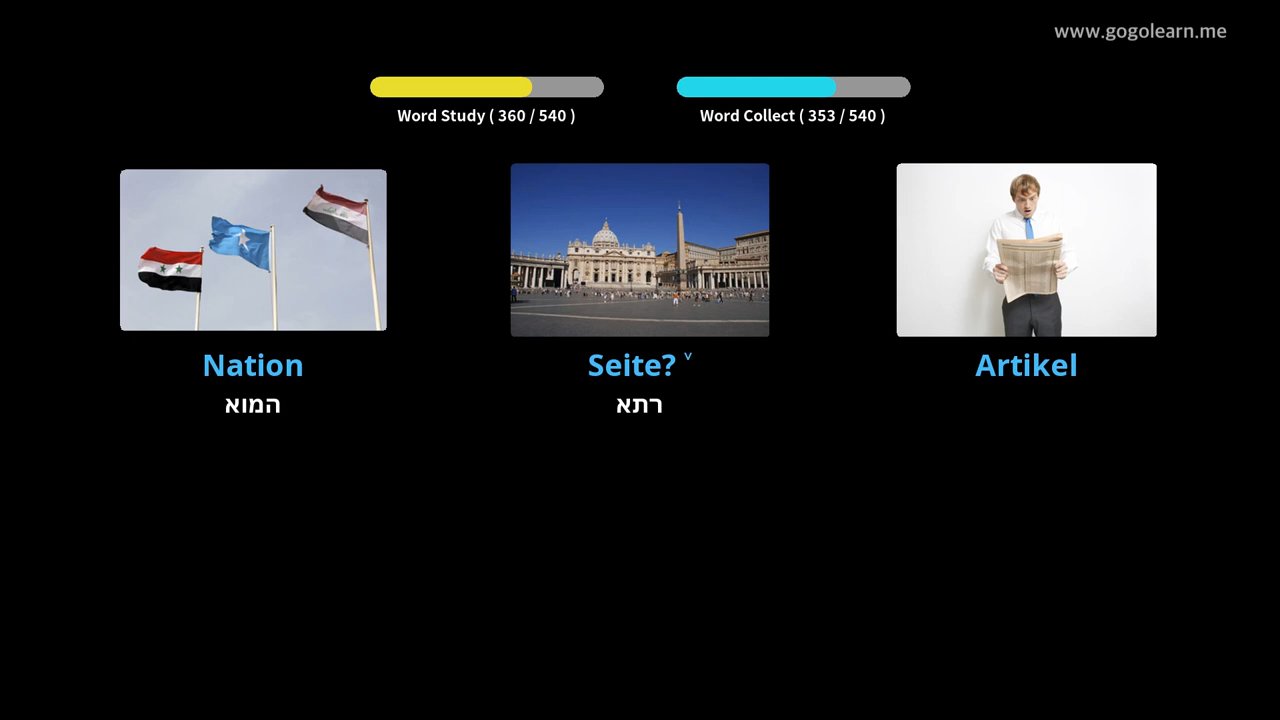 www.gogolearn.me
Word Study ( 360 / 540 )
Word Collect ( 353 / 540 )
Nation
Seite? ˅
Artikel
המוא
רתא